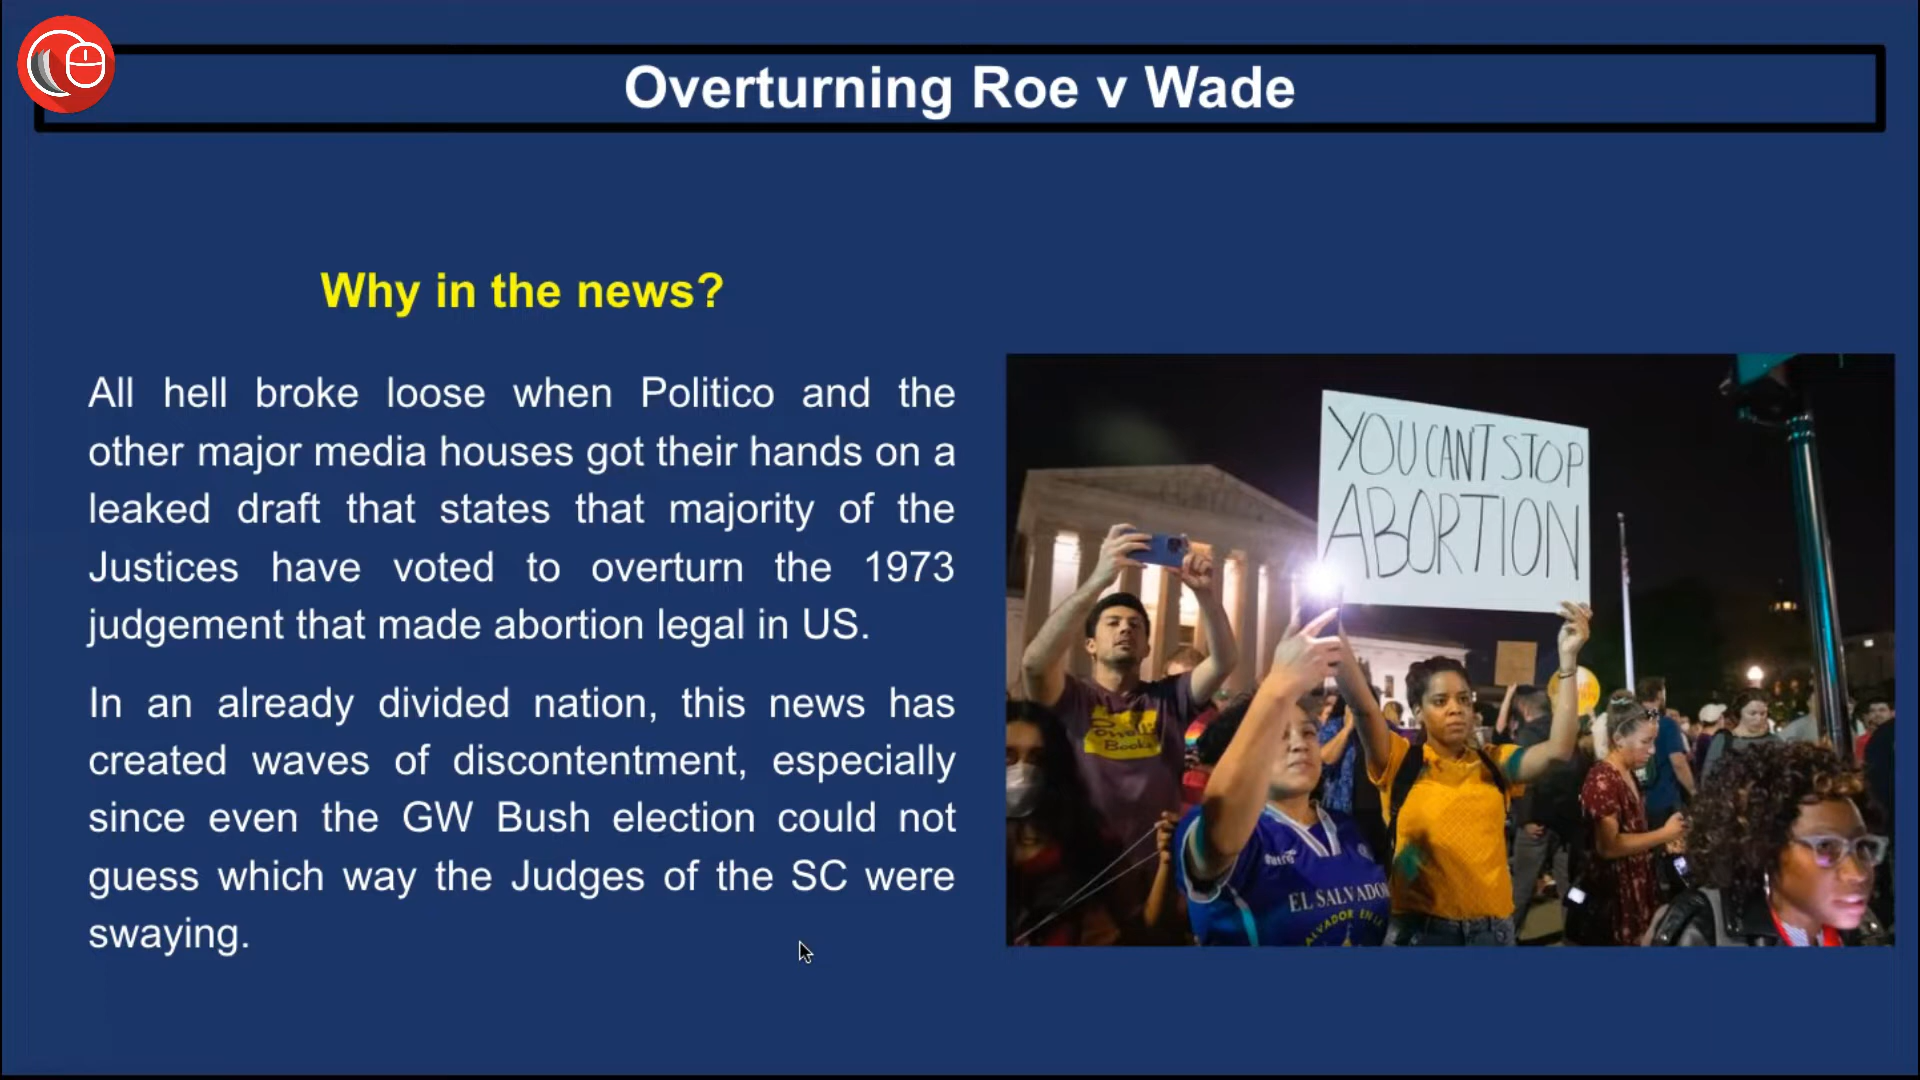 Overturning Roe v Wade
Why in the news?
All hell broke loose when Politico and the
other major media houses got their hands on a
leaked draft that states that majority of the
Justices have voted to overturn the 1973
judgement that made abortion legal in US.
In an already divided nation, this news has
created waves of discontentment, especially
since even the GW Bush election could not
guess which way the Judges of the SC were
swaying.
YOU CANT STOP
ABORTION
Books
EL SALVADOR